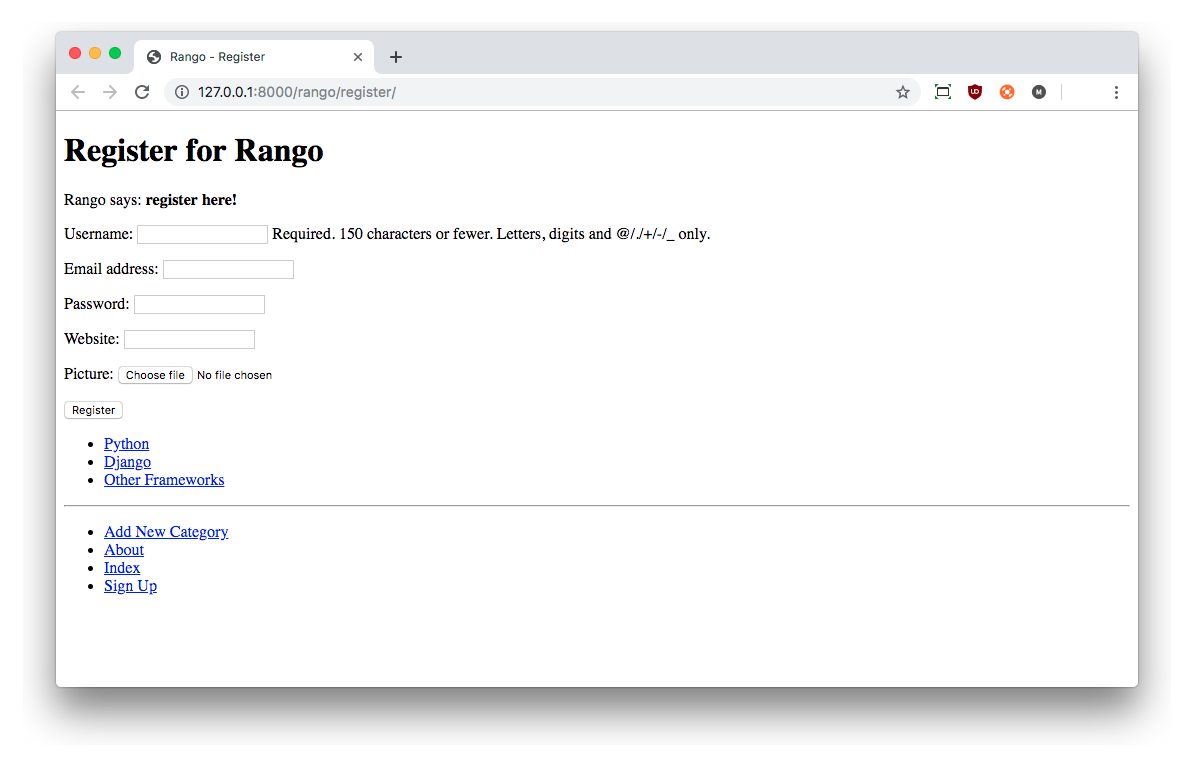 Rango - Register
127.0.0.1:8000/rango/register/
UD
M
Register for Rango
Rango says: register here!
Username: Required. 150 characters or fewer. Letters, digits and @/./+/-/_ only.
Email address:
Password:
Website:
Picture: Choose file No file chosen
Register
Python
Django
Other Frameworks
Add New Category
About
Index
Sign Up